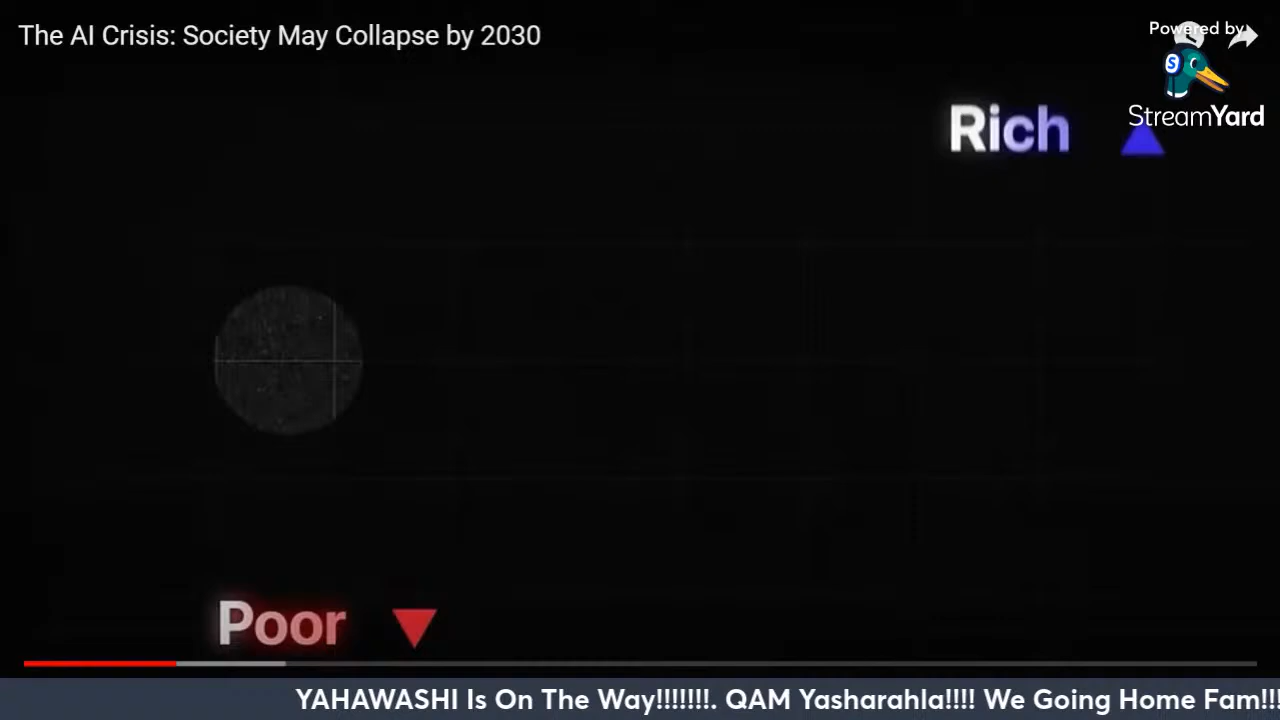 The AI Crisis: Society May Collapse by 2030
Powered by
StreamYard
Rich
Poor
YAHAWASHI Is On The Way!!!!!!!. QAM Yasharahla!!!! We Going Home Fam!!!